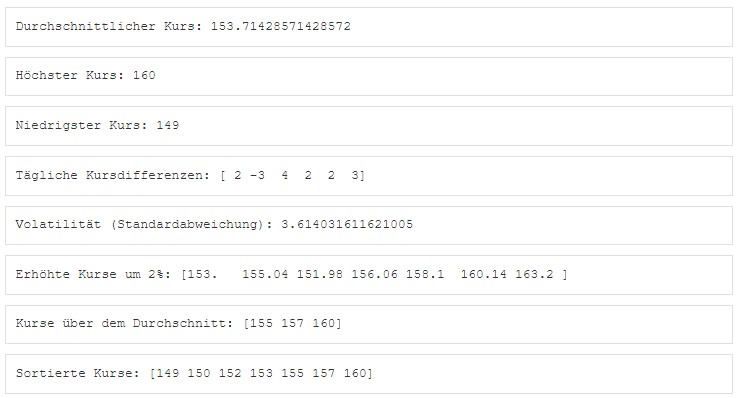 Durchschnittlicher Kurs: 153.71428571428572
Höchster Kurs: 160
Niedrigster Kurs: 149
Tägliche Kursdifferenzen: [ 2 -3  4  2  2  3]
Volatilität (Standardabweichung): 3.614031611621005
Erhöhte Kurse um 2%: [153.   155.04 151.98 156.06 158.1  160.14 163.2 ]
Kurse über dem Durchschnitt: [155 157 160]
Sortierte Kurse: [149 150 152 153 155 157 160]